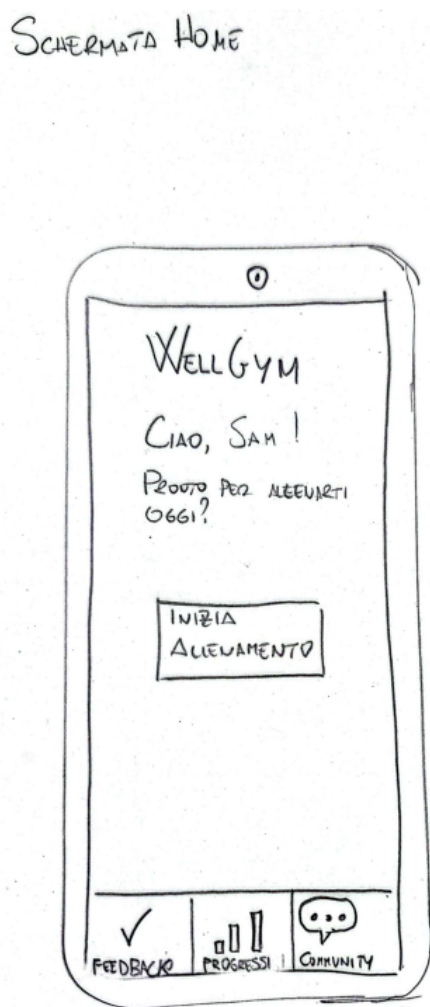 SCHERMATA HOME
WELLGYM
CIAO, SAM!
PRONTO PER ALLENARTI
OGGI?
INIZIA
ALLENAMENTO
FEEDBACK
PROGRESSI
COMMUNITY